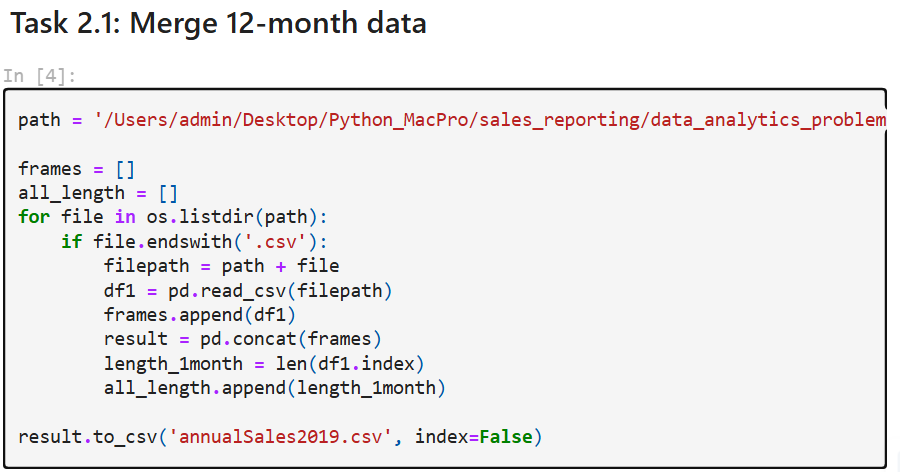 Task 2.1: Merge 12-month data
In [4]:
path = '/Users/admin/Desktop/Python_MacPro/sales_reporting/data_analytics_problem
frames = []
all_length = []
for file in os.listdir(path):
    if file.endswith('.csv'):
        filepath = path + file
        df1 = pd.read_csv(filepath)
        frames.append(df1)
        result = pd.concat(frames)
        length_1month = len(df1.index)
        all_length.append(length_1month)
result.to_csv('annualSales2019.csv', index=False)